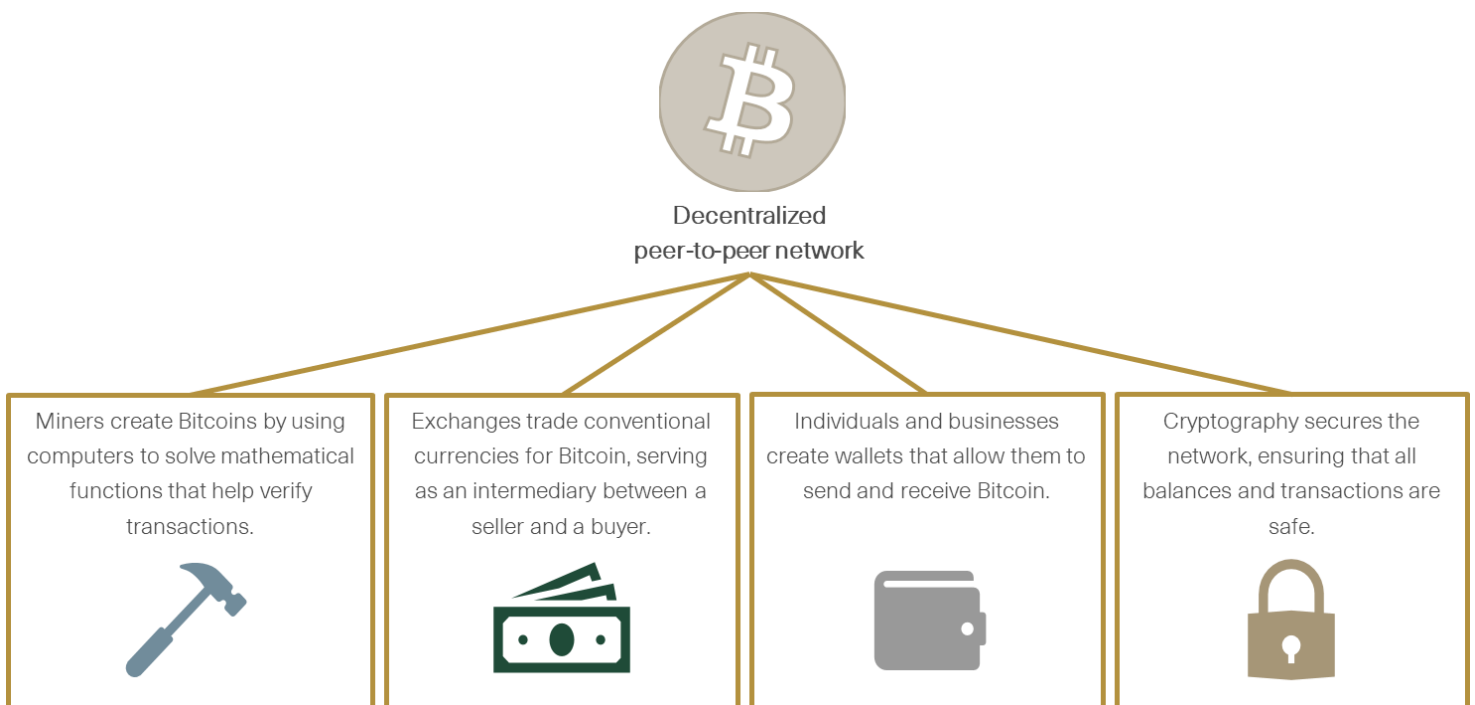 Decentralized
peer-to-peer network
Miners create Bitcoins by using
computers to solve mathematical
functions that help verify
transactions.
Exchanges trade conventional
currencies for Bitcoin, serving
as an intermediary between a
seller and a buyer.
Individuals and businesses
create wallets that allow them to
send and receive Bitcoin.
Cryptography secures the
network, ensuring that all
balances and transactions are
safe.